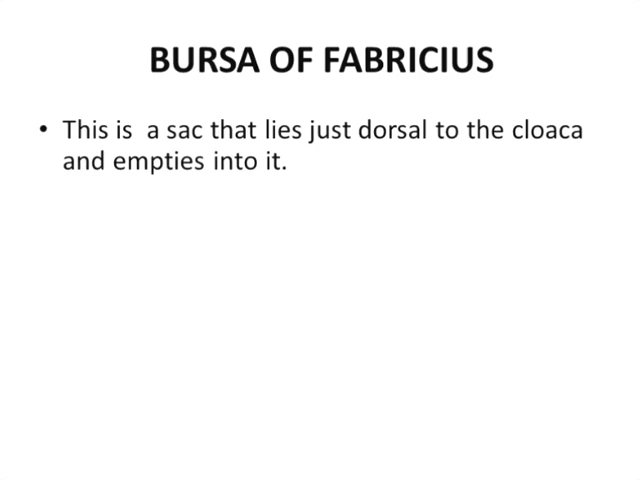 BURSA OF FABRICIUS
• This is  a sac that lies just dorsal to the cloaca
and empties into it.